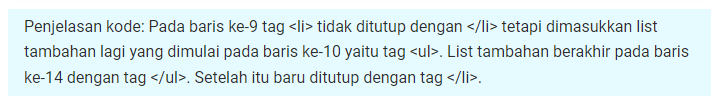 Penjelasan kode: Pada baris ke-9 tag <li> tidak ditutup dengan </li> tetapi dimasukkan list
tambahan lagi yang dimulai pada baris ke-10 yaitu tag <ul>. List tambahan berakhir pada baris
ke-14 dengan tag </ul>. Setelah itu baru ditutup dengan tag </li>.